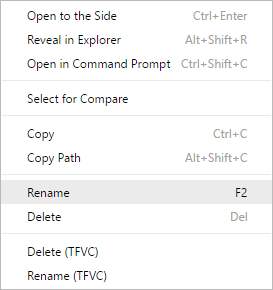 Open to the Side Ctrl+Enter
Reveal in Explorer Alt+Shift+R
Open in Command Prompt Ctrl+Shift+C
Select for Compare
Copy Ctrl+C
Copy Path Alt+Shift+C
Rename F2
Delete Del
Delete (TFVC)
Rename (TFVC)